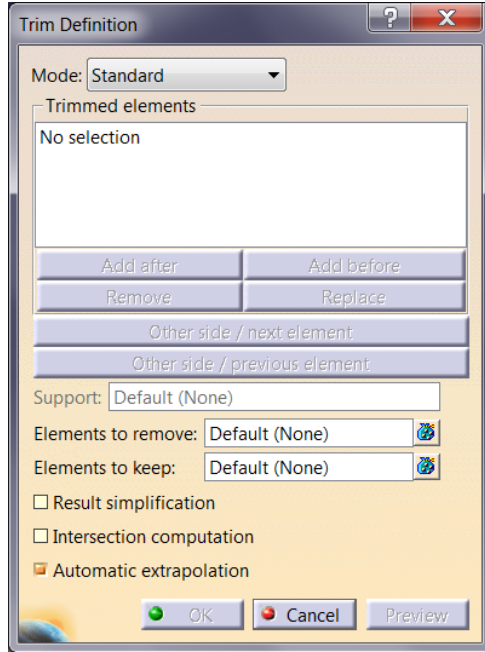 Trim Definition
?
X
Mode: Standard
Trimmed elements
No selection
Add after Add before
Remove Replace
Other side / next element
Other side / previous element
Support: Default (None)
Elements to remove: Default (None)
Elements to keep: Default (None)
Result simplification
Intersection computation
Automatic extrapolation
OK Cancel Preview